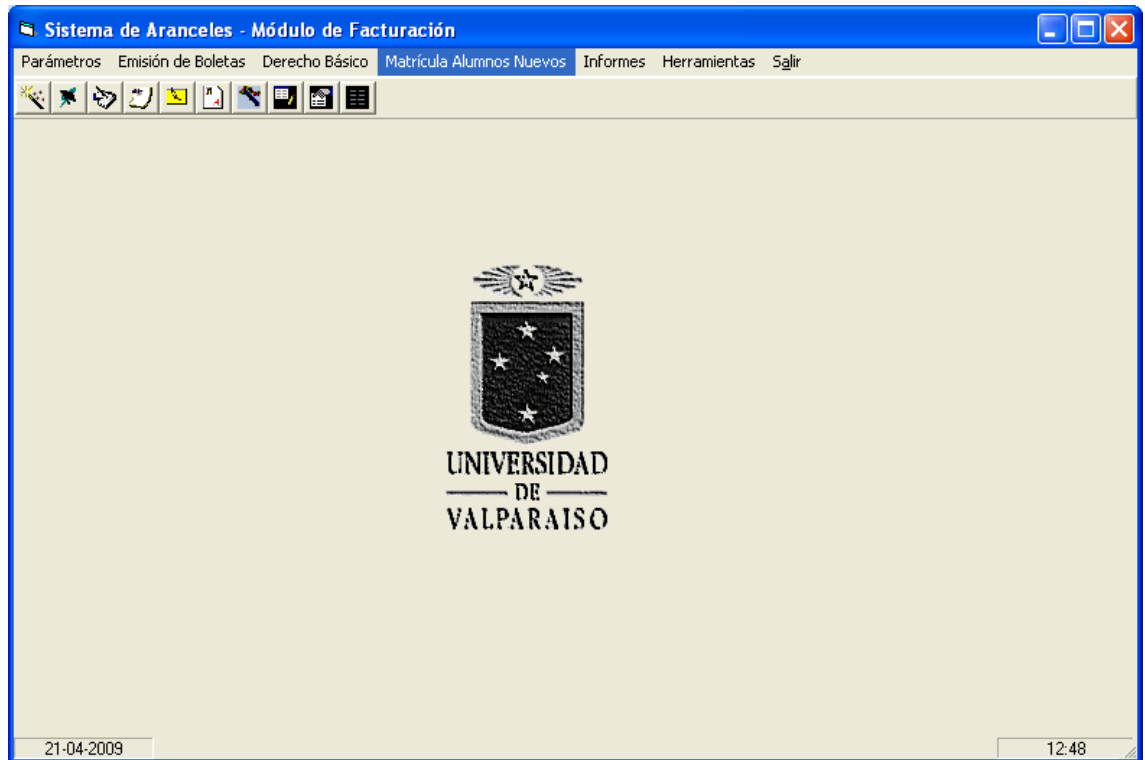 Sistema de Aranceles - Módulo de Facturación
Parámetros Emisión de Boletas Derecho Básico Matrícula Alumnos Nuevos Informes Herramientas Salir
UNIVERSIDAD
DE
VALPARAISO
21-04-2009 12:48